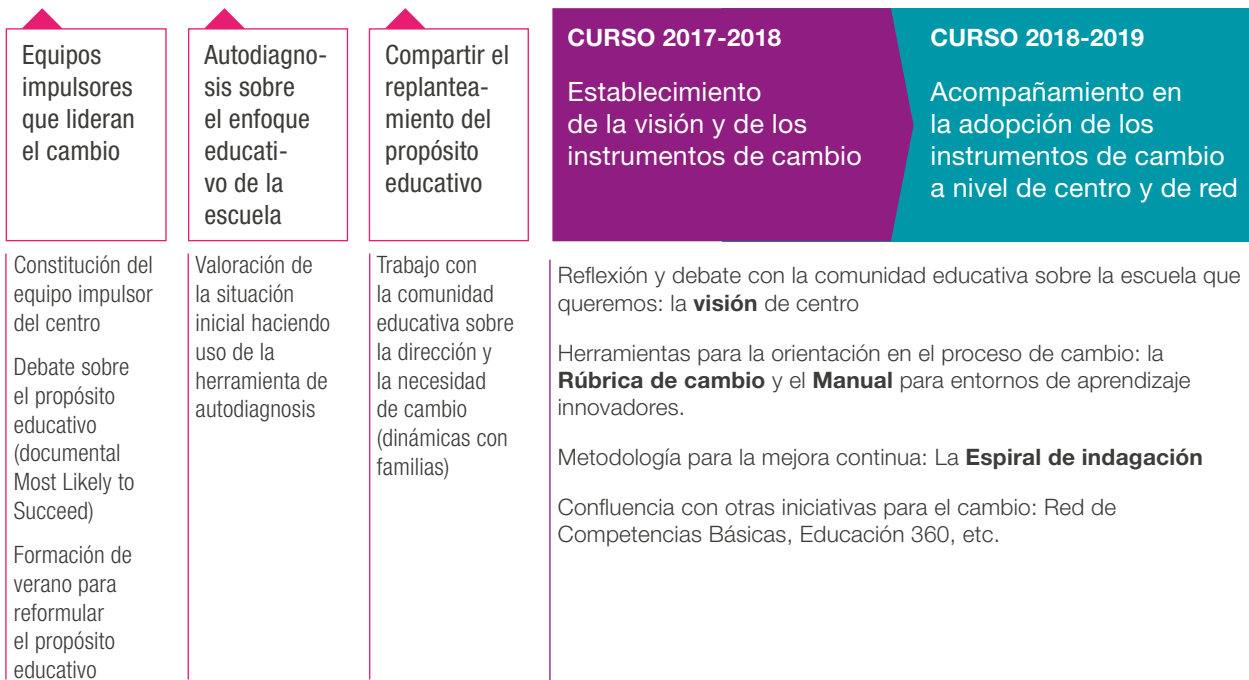 Equipos
impulsores
que lideran
el cambio
Autodiagno-
sis sobre
el enfoque
educati-
vo de la
escuela
Compartir el
replantea-
miento del
propósito
educativo
CURSO 2017-2018
Establecimiento
de la visión y de los
instrumentos de cambio
CURSO 2018-2019
Acompañamiento en
la adopción de los
instrumentos de cambio
a nivel de centro y de red
Constitución del
equipo impulsor
del centro
Debate sobre
el propósito
educativo
(documental
Most Likely to
Succeed)
Formación de
verano para
reformular
el propósito
educativo
Valoración de
la situación
inicial haciendo
uso de la
herramienta de
autodiagnosis
Trabajo con
la comunidad
educativa sobre
la dirección y
la necesidad
de cambio
(dinámicas con
familias)
Reflexión y debate con la comunidad educativa sobre la escuela que
queremos: la visión de centro
Herramientas para la orientación en el proceso de cambio: la
Rúbrica de cambio y el Manual para entornos de aprendizaje
innovadores.
Metodología para la mejora continua: La Espiral de indagación
Confluencia con otras iniciativas para el cambio: Red de
Competencias Básicas, Educación 360, etc.